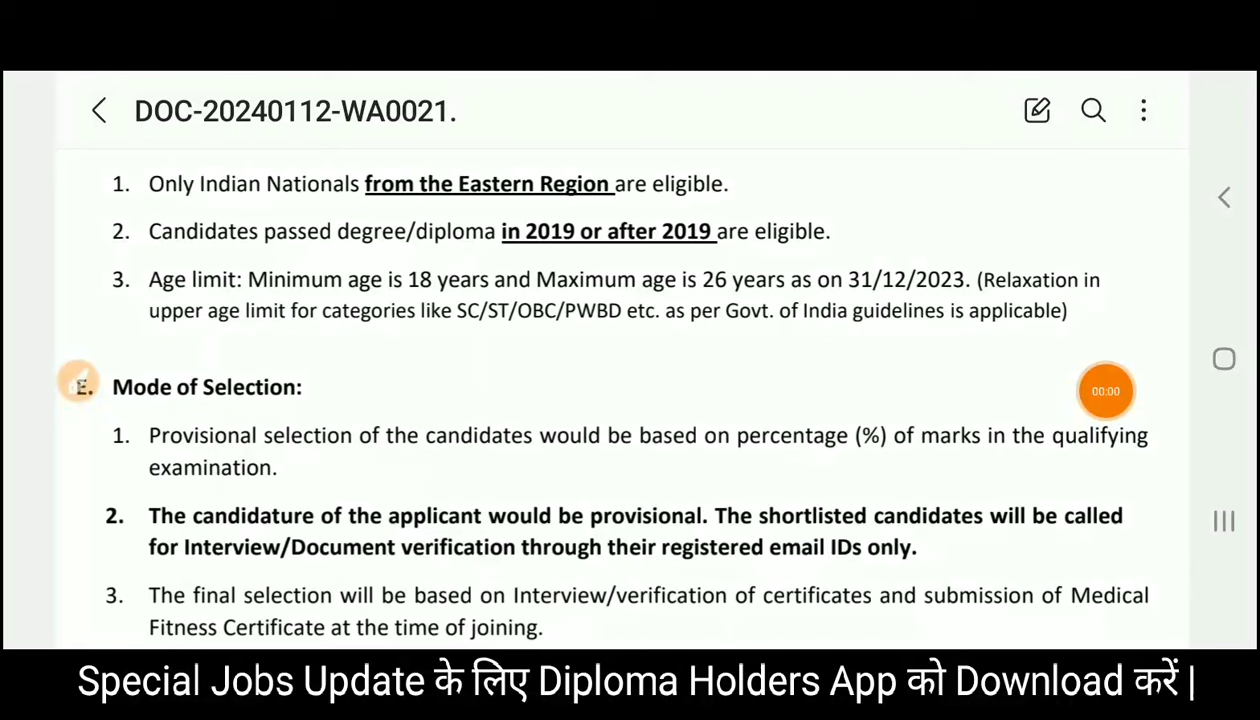 DOC-20240112-WA0021.
1. Only Indian Nationals from the Eastern Region are eligible.
2. Candidates passed degree/diploma in 2019 or after 2019 are eligible.
3. Age limit: Minimum age is 18 years and Maximum age is 26 years as on 31/12/2023. (Relaxation in
upper age limit for categories like SC/ST/OBC/PWBD etc. as per Govt. of India guidelines is applicable)
E. Mode of Selection:
00:00
1. Provisional selection of the candidates would be based on percentage (%) of marks in the qualifying
examination.
2. The candidature of the applicant would be provisional. The shortlisted candidates will be called
for Interview/Document verification through their registered email IDs only.
3. The final selection will be based on Interview/verification of certificates and submission of Medical
Fitness Certificate at the time of joining.
Special Jobs Update के लिए Diploma Holders App को Download करें |